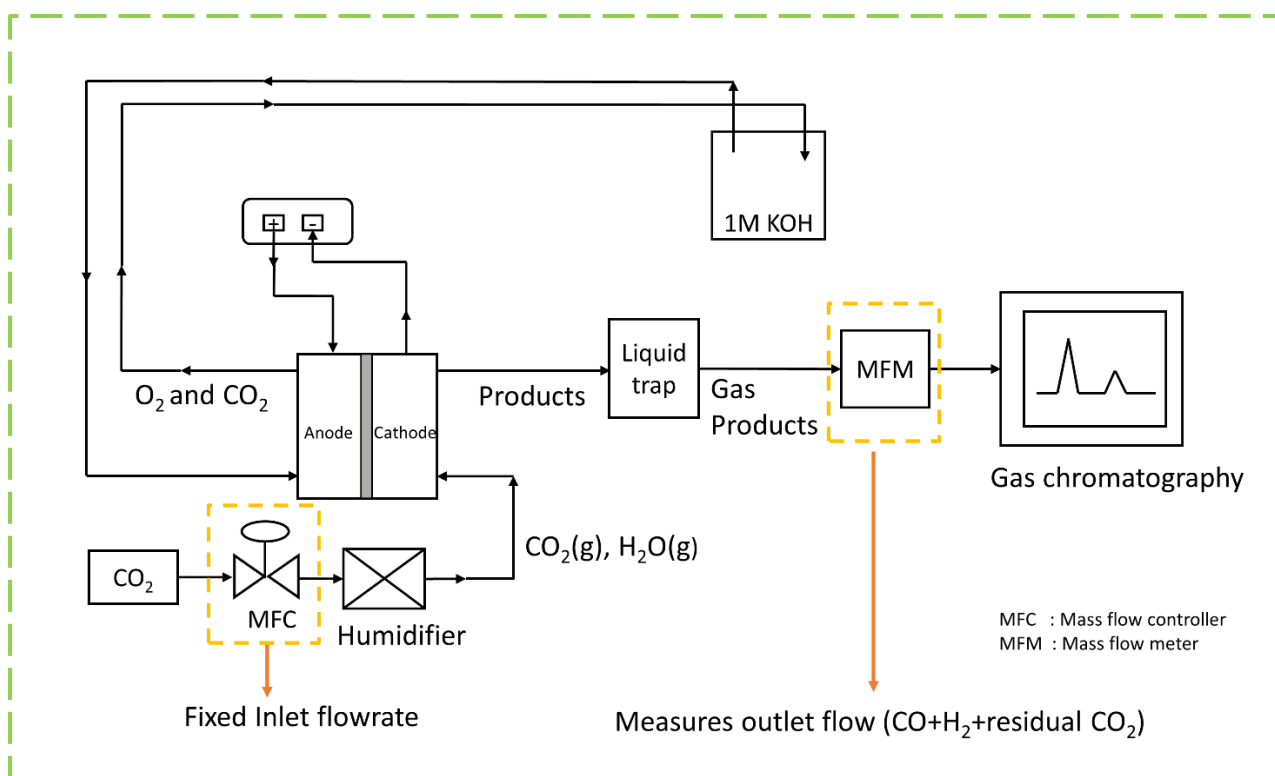 1M KOH
+
-
Liquid
trap
MFM
O₂ and CO₂
Products
Gas
Products
Anode
Cathode
Gas chromatography
CO₂(g), H₂O(g)
CO₂
MFC
Humidifier
MFC : Mass flow controller
MFM : Mass flow meter
Fixed Inlet flowrate
Measures outlet flow (CO+H₂+residual CO₂)